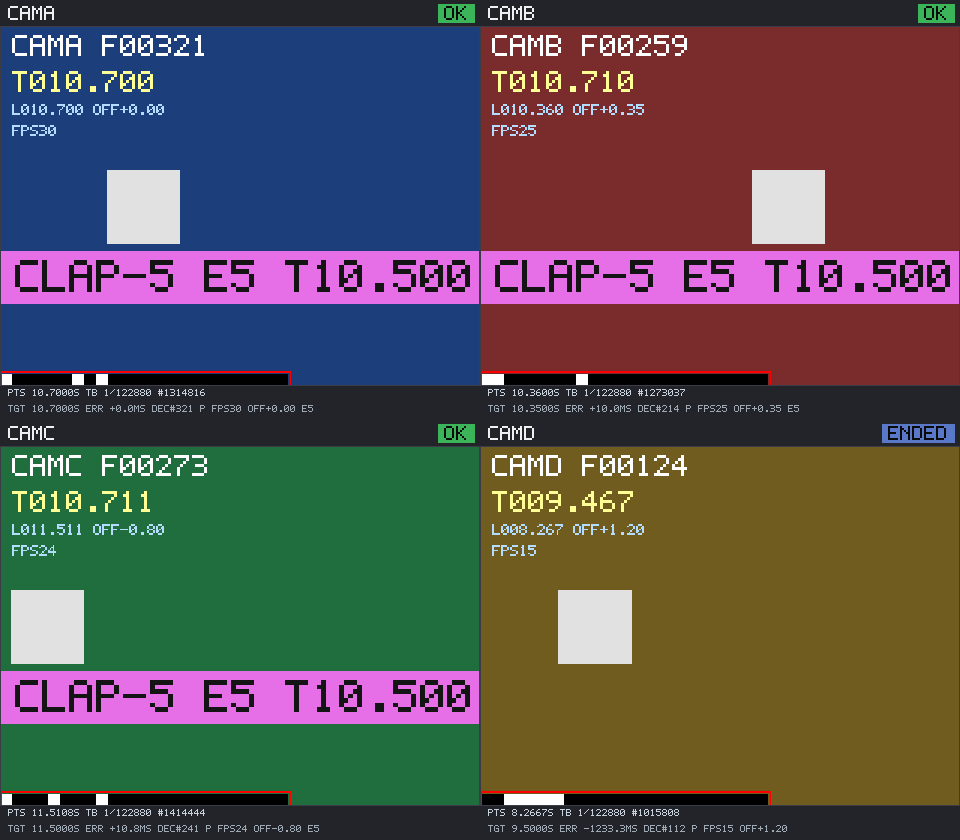 CAMA OK
CAMA F00321
T010.700
L010.700 OFF+0.00
FPS30
CLAP-5 E5 T10.500
PTS 10.7000S TB 1/122880 #1314816
TGT 10.7000S ERR +0.0MS DEC#321 P FPS30 OFF+0.00 E5
CAMB OK
CAMB F00259
T010.710
L010.360 OFF+0.35
FPS25
CLAP-5 E5 T10.500
PTS 10.3600S TB 1/122880 #1273037
TGT 10.3500S ERR +10.0MS DEC#214 P FPS25 OFF+0.35 E5
CAMC OK
CAMC F00273
T010.711
L011.511 OFF-0.80
FPS24
CLAP-5 E5 T10.500
PTS 11.5108S TB 1/122880 #1414444
TGT 11.5000S ERR +10.8MS DEC#241 P FPS24 OFF-0.80 E5
CAMD ENDED
CAMD F00124
T009.467
L008.267 OFF+1.20
FPS15
PTS 8.2667S TB 1/122880 #1015808
TGT 9.5000S ERR -1233.3MS DEC#112 P FPS15 OFF+1.20